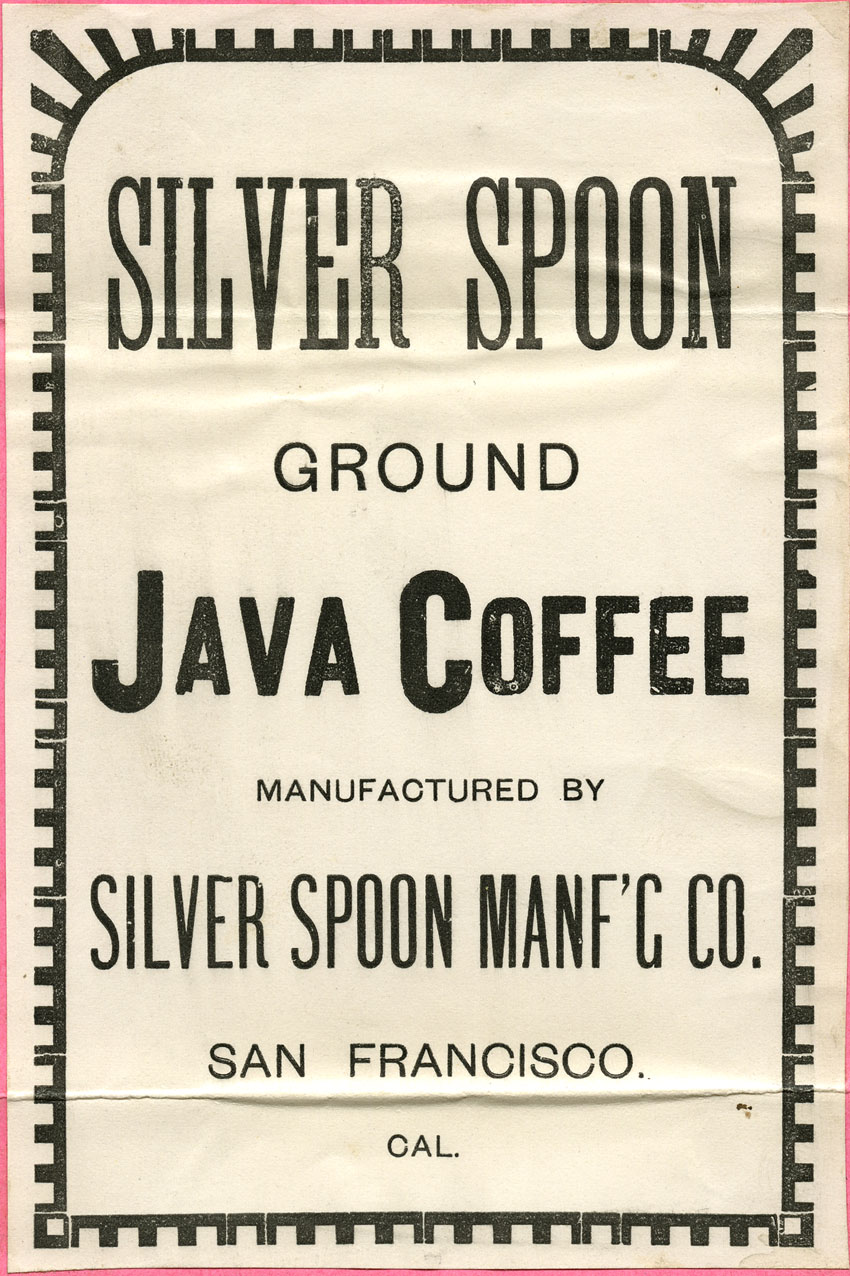 SILVER SPOON
GROUND
JAVA COFFEE
MANUFACTURED BY
SILVER SPOON MANF'G CO.
SAN FRANCISCO.
CAL.